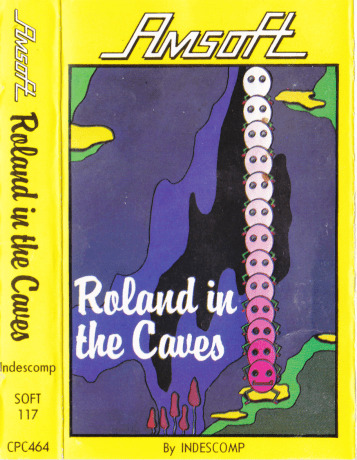 Amsoft
Roland in the Caves
Indescomp
SOFT
117
CPC464
Amsoft
Roland in
the Caves
By INDESCOMP